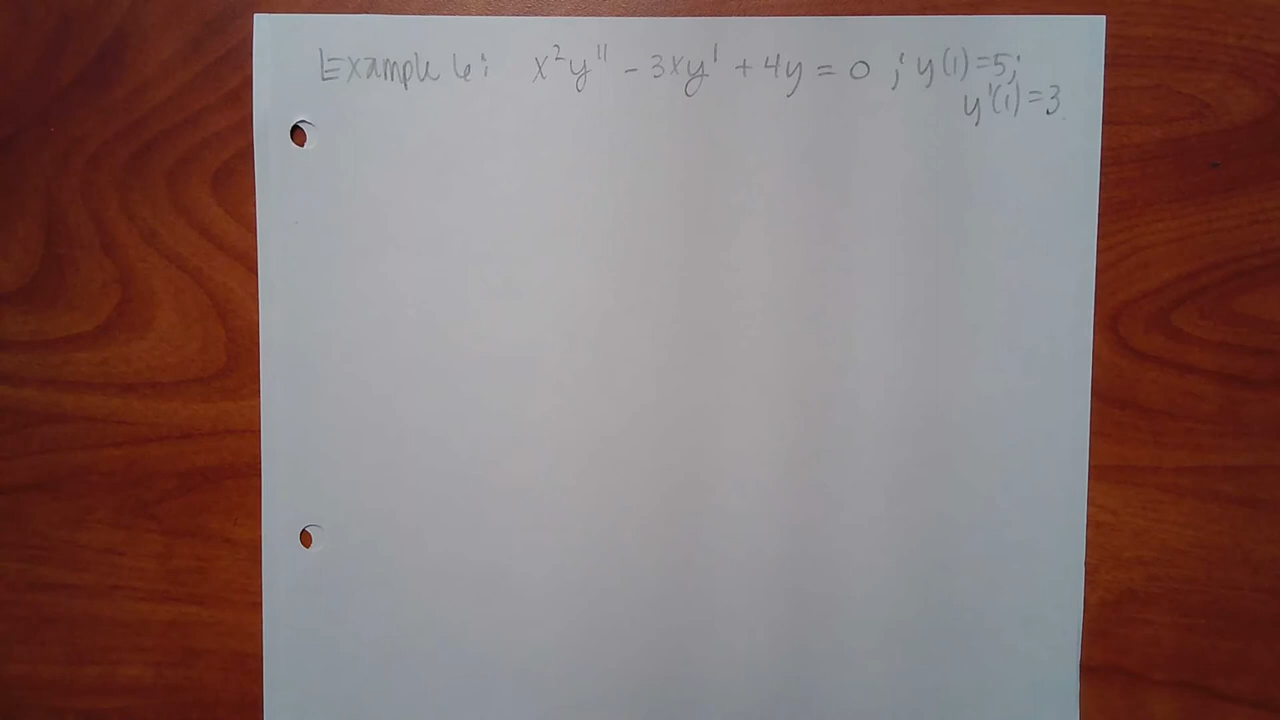 Example 6: x²y'' - 3xy' + 4y = 0 ; y(1)=5;
y'(1)=3